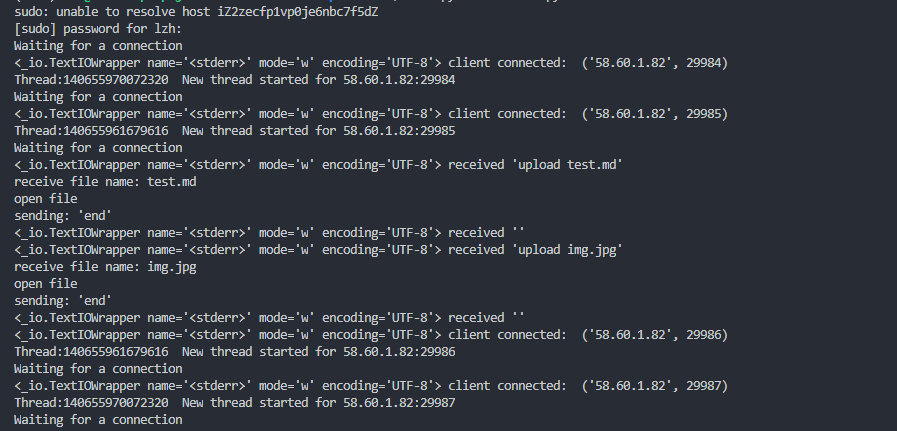 sudo: unable to resolve host iZ2zecfp1vp0je6nbc7f5dZ
[sudo] password for lzh:
Waiting for a connection
<_io.TextIOWrapper name='<stderr>' mode='w' encoding='UTF-8'> client connected:  ('58.60.1.82', 29984)
Thread:140655970072320  New thread started for 58.60.1.82:29984
Waiting for a connection
<_io.TextIOWrapper name='<stderr>' mode='w' encoding='UTF-8'> client connected:  ('58.60.1.82', 29985)
Thread:140655961679616  New thread started for 58.60.1.82:29985
Waiting for a connection
<_io.TextIOWrapper name='<stderr>' mode='w' encoding='UTF-8'> received 'upload test.md'
receive file name: test.md
open file
sending: 'end'
<_io.TextIOWrapper name='<stderr>' mode='w' encoding='UTF-8'> received ''
<_io.TextIOWrapper name='<stderr>' mode='w' encoding='UTF-8'> received 'upload img.jpg'
receive file name: img.jpg
open file
sending: 'end'
<_io.TextIOWrapper name='<stderr>' mode='w' encoding='UTF-8'> received ''
<_io.TextIOWrapper name='<stderr>' mode='w' encoding='UTF-8'> client connected:  ('58.60.1.82', 29986)
Thread:140655961679616  New thread started for 58.60.1.82:29986
Waiting for a connection
<_io.TextIOWrapper name='<stderr>' mode='w' encoding='UTF-8'> client connected:  ('58.60.1.82', 29987)
Thread:140655970072320  New thread started for 58.60.1.82:29987
Waiting for a connection